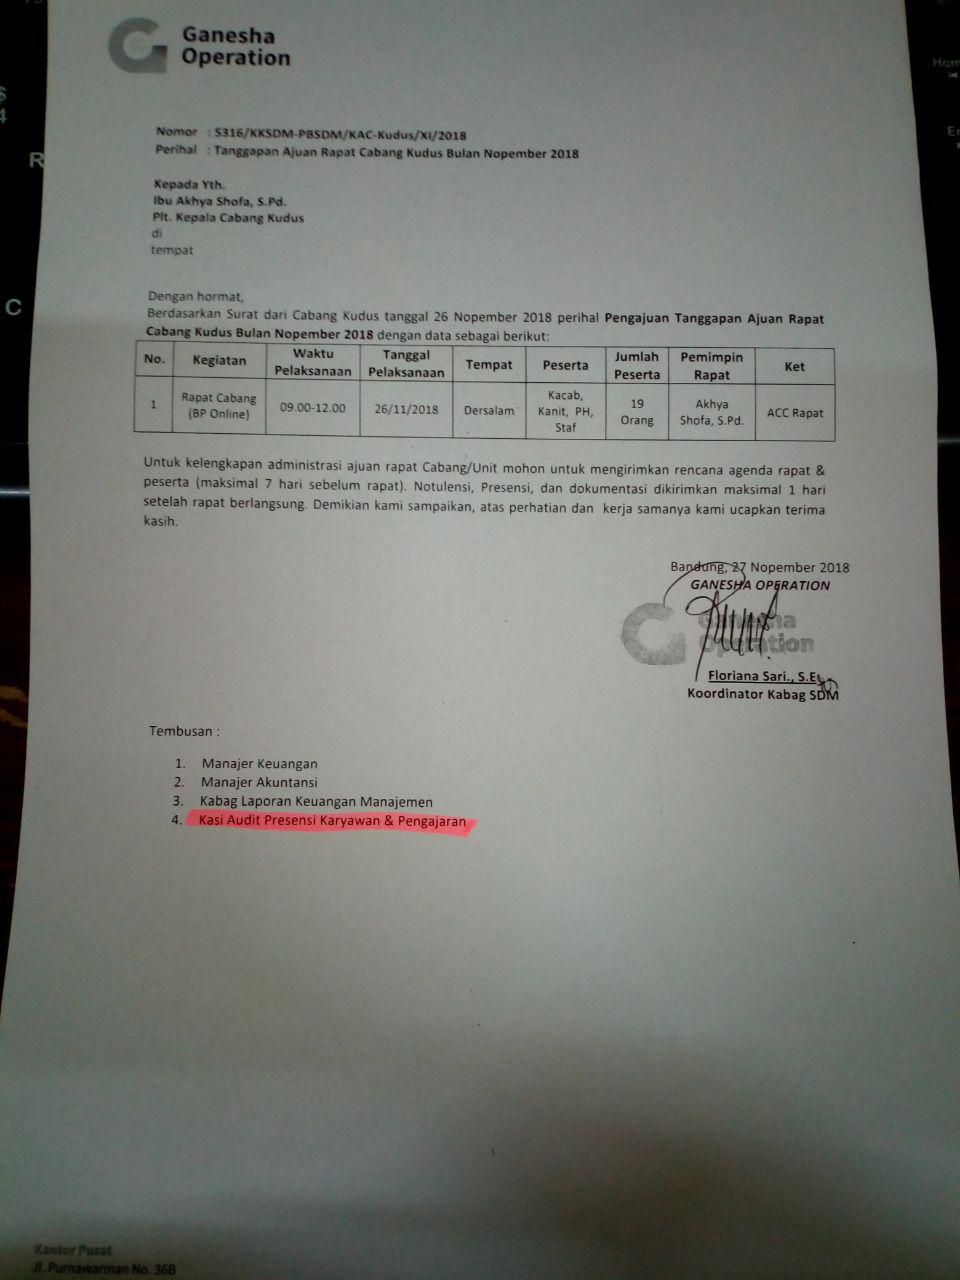 Ganesha
Operation
Nomor : 5316/KKSDM-PBSDM/KAC-Kudus/XI/2018
Perihal : Tanggapan Ajuan Rapat Cabang Kudus Bulan Nopember 2018
Kepada Yth.
Ibu Akhya Shofa, S.Pd.
Plt. Kepala Cabang Kudus
di
tempat
Dengan hormat,
Berdasarkan Surat dari Cabang Kudus tanggal 26 Nopember 2018 perihal Pengajuan Tanggapan Ajuan Rapat
Cabang Kudus Bulan Nopember 2018 dengan data sebagai berikut:
No. Kegiatan Waktu Pelaksanaan Tanggal Pelaksanaan Tempat Peserta Jumlah Peserta Pemimpin Rapat Ket
1 Rapat Cabang (BP Online) 09.00-12.00 26/11/2018 Dersalam Kacab, Kanit, PH, Staf 19 Orang Akhya Shofa, S.Pd. ACC Rapat
Untuk kelengkapan administrasi ajuan rapat Cabang/Unit mohon untuk mengirimkan rencana agenda rapat &
peserta (maksimal 7 hari sebelum rapat). Notulensi, Presensi, dan dokumentasi dikirimkan maksimal 1 hari
setelah rapat berlangsung. Demikian kami sampaikan, atas perhatian dan kerja samanya kami ucapkan terima
kasih.
Bandung, 27 Nopember 2018
GANESHA OPERATION
Ganesha
Operation
Floriana Sari., S.E
Koordinator Kabag SDM
Tembusan :
1. Manajer Keuangan
2. Manajer Akuntansi
3. Kabag Laporan Keuangan Manajemen
4. Kasi Audit Presensi Karyawan & Pengajaran
Kantor Pusat
Jl. Purnawarman No. 36B
R
C
$
4
Hom